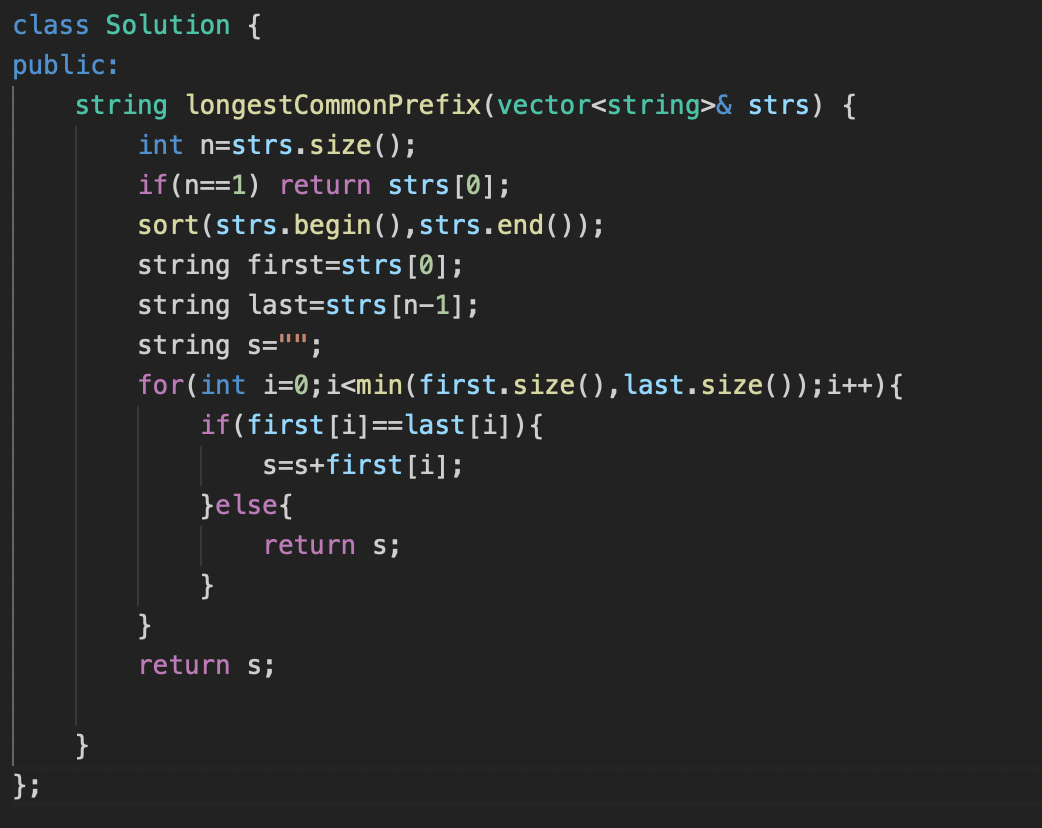 class Solution {
public:
    string longestCommonPrefix(vector<string>& strs) {
        int n=strs.size();
        if(n==1) return strs[0];
        sort(strs.begin(),strs.end());
        string first=strs[0];
        string last=strs[n-1];
        string s="";
        for(int i=0;i<min(first.size(),last.size());i++){
            if(first[i]==last[i]){
                s=s+first[i];
            }else{
                return s;
            }
        }
        return s;
    }
};